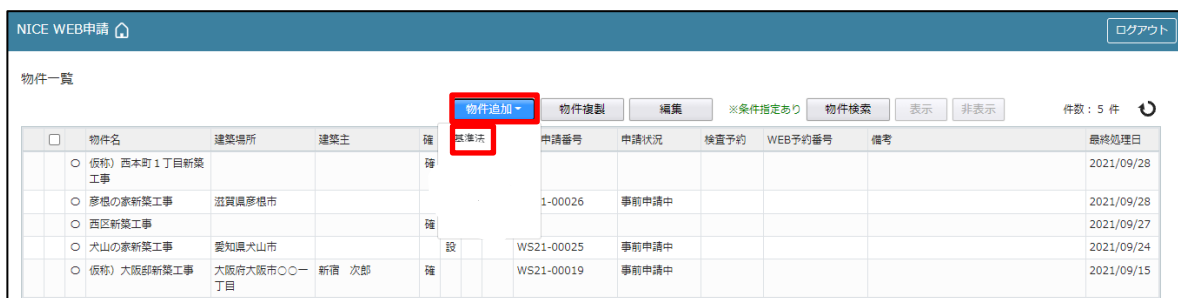 NICE WEB申請 ログアウト
物件一覧
物件追加 物件複製 編集 ※条件指定あり 物件検索 表示 非表示 件数: 5 件
物件名 建築場所 建築主 確 基準法 申請番号 申請状況 検査予約 WEB予約番号 備考 最終処理日
○ 仮称）西本町１丁目新築 確 2021/09/28
工事
○ 彦根の家新築工事 滋賀県彦根市 1-00026 事前申請中 2021/09/28
○ 西区新築工事 確 2021/09/27
○ 犬山の家新築工事 愛知県犬山市 設 WS21-00025 事前申請中 2021/09/24
○ 仮称）大阪邸新築工事 大阪府大阪市○○一 新宿　次郎 確 WS21-00019 事前申請中 2021/09/15
丁目